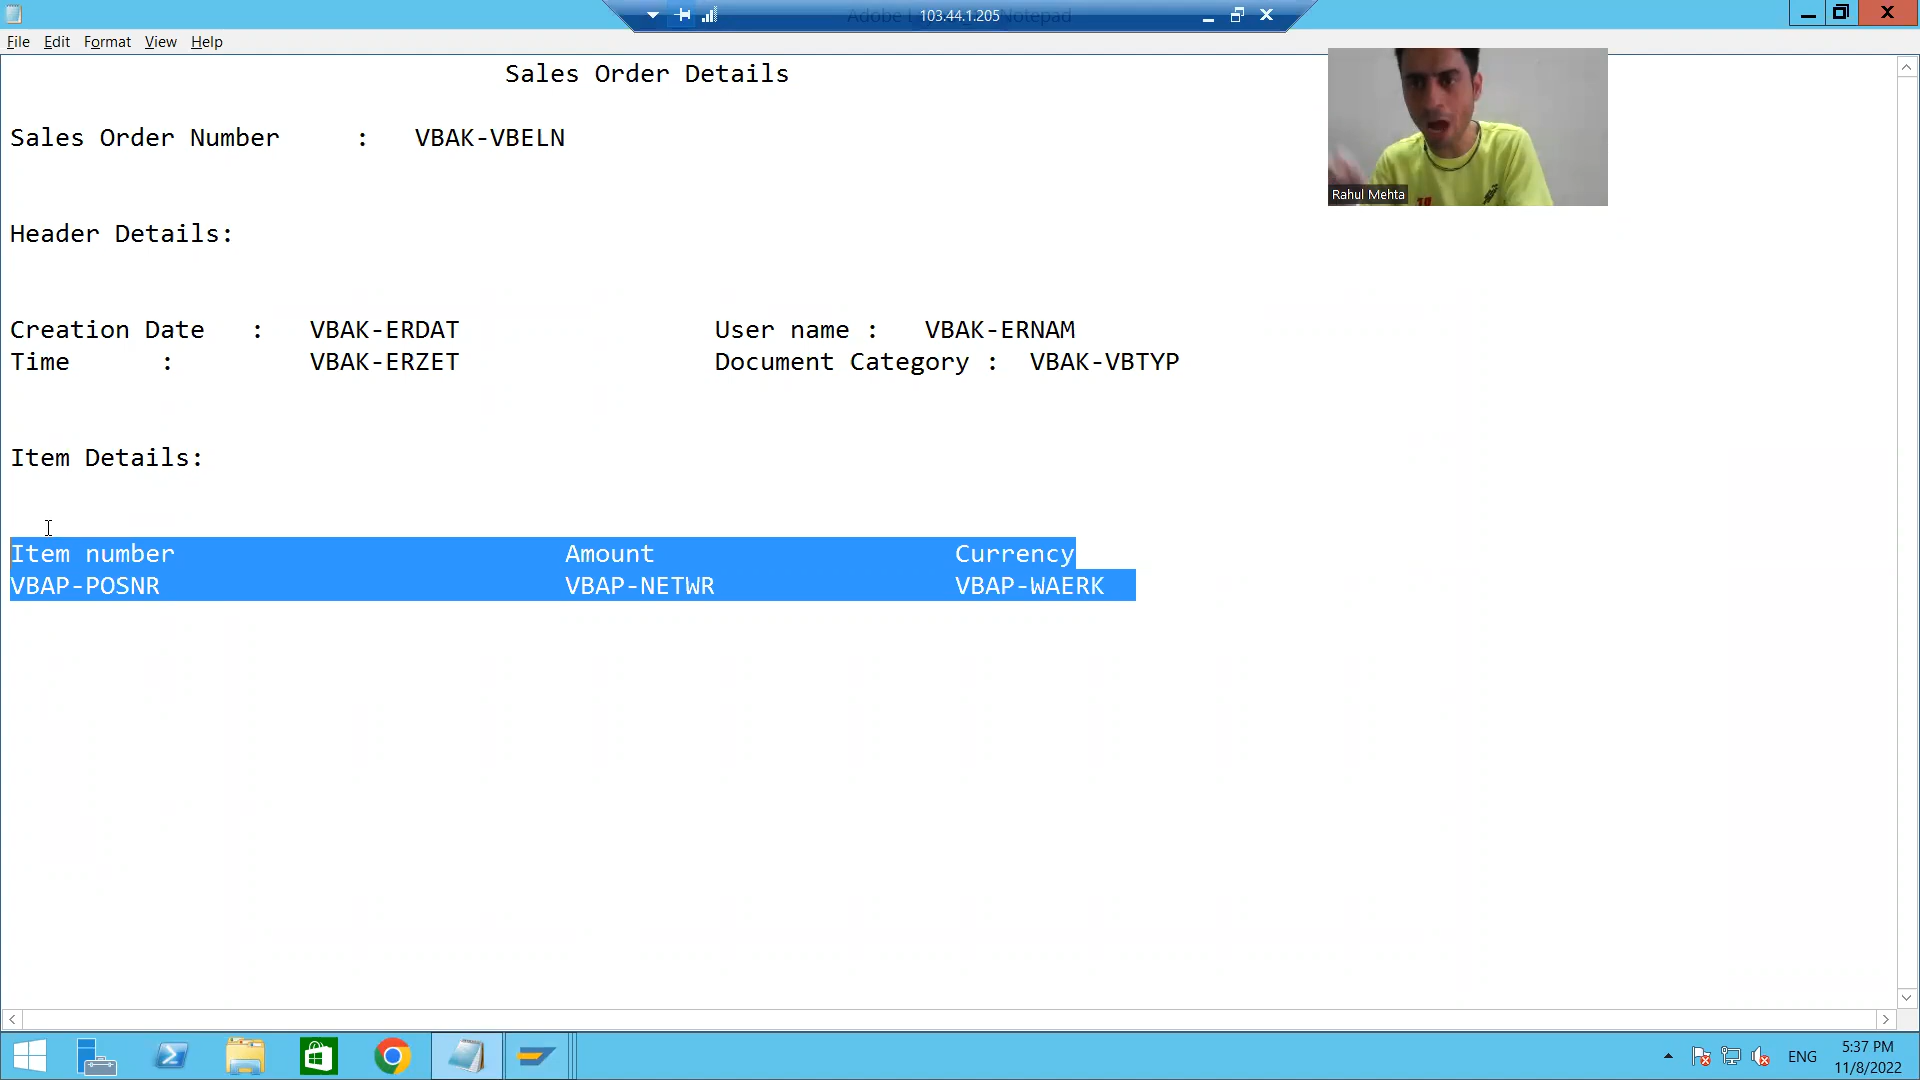 Adobe 103.44.1.205 Notepad
File Edit Format View Help
Sales Order Details
Sales Order Number : VBAK-VBELN
Rahul Mehta
Header Details:
Creation Date : VBAK-ERDAT User name : VBAK-ERNAM
Time : VBAK-ERZET Document Category : VBAK-VBTYP
Item Details:
Item number Amount Currency
VBAP-POSNR VBAP-NETWR VBAP-WAERK
ENG
5:37 PM
11/8/2022